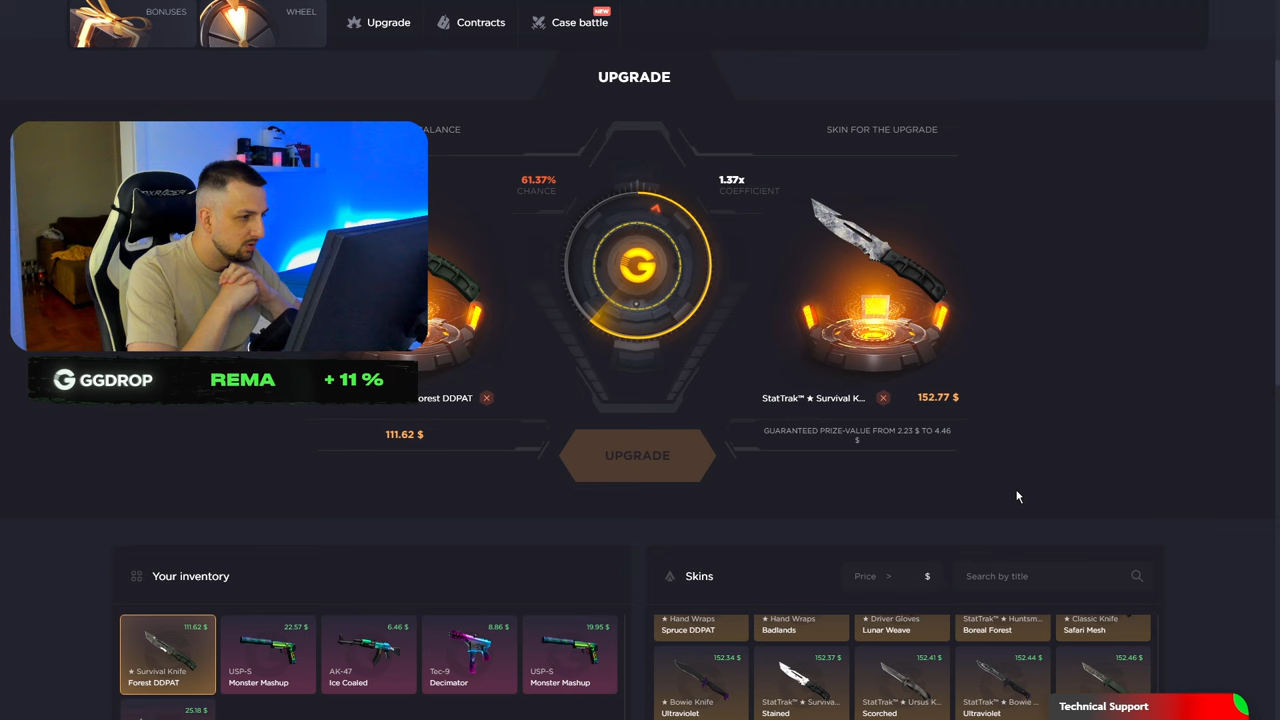 BONUSES
WHEEL
Upgrade
Contracts
NEW
Case battle
UPGRADE
ALANCE
SKIN FOR THE UPGRADE
61.37%
CHANCE
1.37x
COEFFICIENT
GGDROP REMA + 11 %
orest DDPAT
StatTrak™ ★ Survival K...
152.77 $
111.62 $
GUARANTEED PRIZE-VALUE FROM 2.23 $ TO 4.46
$
UPGRADE
Your inventory
Skins
Price > $
Search by title
111.62 $
★ Survival Knife
Forest DDPAT
22.57 $
USP-S
Monster Mashup
6.46 $
AK-47
Ice Coaled
8.86 $
Tec-9
Decimator
19.95 $
USP-S
Monster Mashup
25.18 $
★ Hand Wraps
Spruce DDPAT
★ Hand Wraps
Badlands
★ Driver Gloves
Lunar Weave
StatTrak™ ★ Huntsm...
Boreal Forest
★ Classic Knife
Safari Mesh
152.34 $
★ Bowie Knife
Ultraviolet
152.37 $
StatTrak™ ★ Surviva...
Stained
152.41 $
StatTrak™ ★ Ursus K...
Scorched
152.44 $
StatTrak™ ★ Bowie ...
Ultraviolet
152.46 $
Technical Support